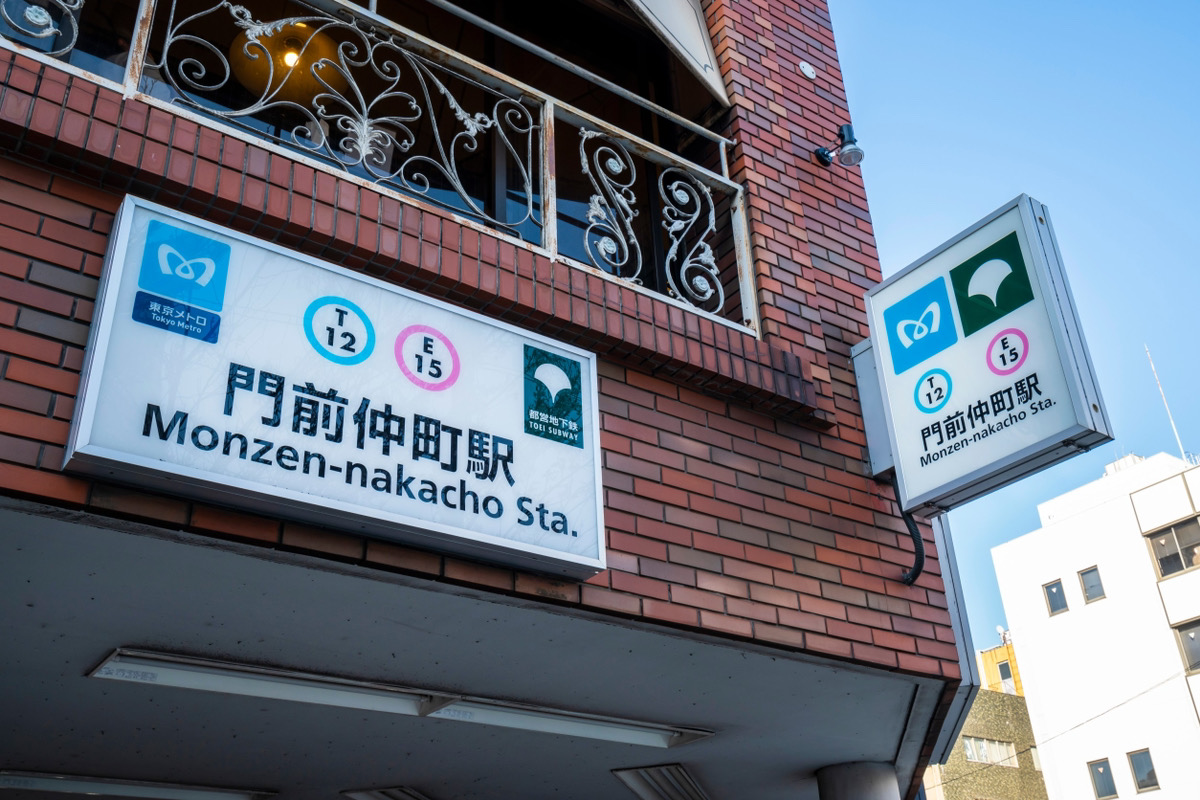 東京メトロ
Tokyo Metro
T
12
E
15
門前仲町駅
Monzen-nakacho Sta.
都営地下鉄
TOEI SUBWAY
T
12
E
15
門前仲町駅
Monzen-nakacho Sta.